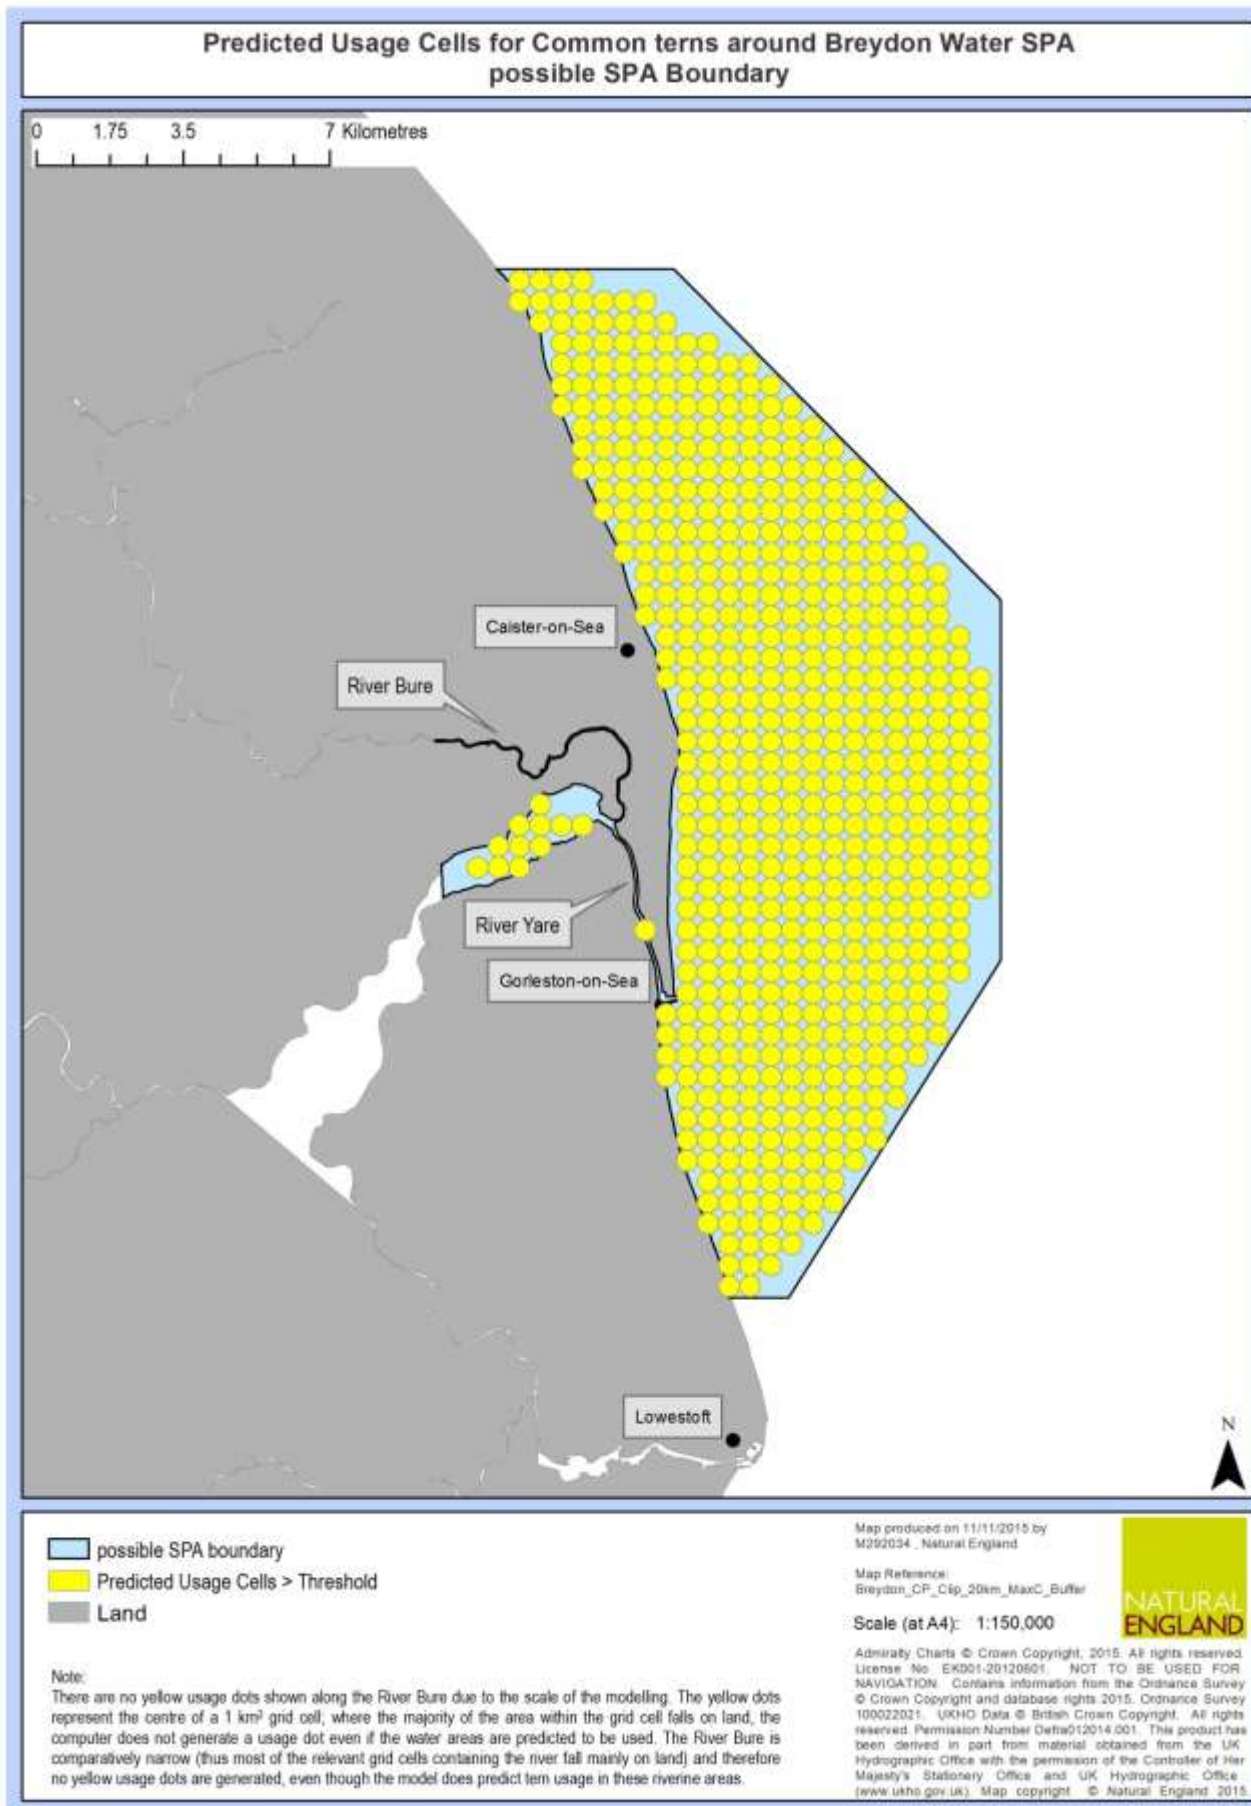 Predicted Usage Cells for Common terns around Breydon Water SPA
possible SPA Boundary
0 1.75 3.5 7 Kilometres
Caister-on-Sea
River Bure
River Yare
Gorleston-on-Sea
Lowestoft
N
possible SPA boundary
Predicted Usage Cells > Threshold
Land
Note:
There are no yellow usage dots shown along the River Bure due to the scale of the modelling. The yellow dots
represent the centre of a 1 km² grid cell; where the majority of the area within the grid cell falls on land, the
computer does not generate a usage dot even if the water areas are predicted to be used. The River Bure is
comparatively narrow (thus most of the relevant grid cells containing the river fall mainly on land) and therefore
no yellow usage dots are generated, even though the model does predict tern usage in these riverine areas.
Map produced on 11/11/2015 by
M292034 , Natural England
Map Reference:
Breydon_CP_Clip_20km_MaxC_Buffer
Scale (at A4): 1:150,000
NATURAL
ENGLAND
Admiralty Charts © Crown Copyright, 2015. All rights reserved.
License No. EK001-20120601. NOT TO BE USED FOR
NAVIGATION. Contains information from the Ordnance Survey
© Crown Copyright and database rights 2015. Ordnance Survey
100022021. UKHO Data © British Crown Copyright. All rights
reserved. Permission Number Defra012014.001. This product has
been derived in part from material obtained from the UK
Hydrographic Office with the permission of the Controller of Her
Majesty's Stationery Office and UK Hydrographic Office
(www.ukho.gov.uk). Map copyright © Natural England 2015